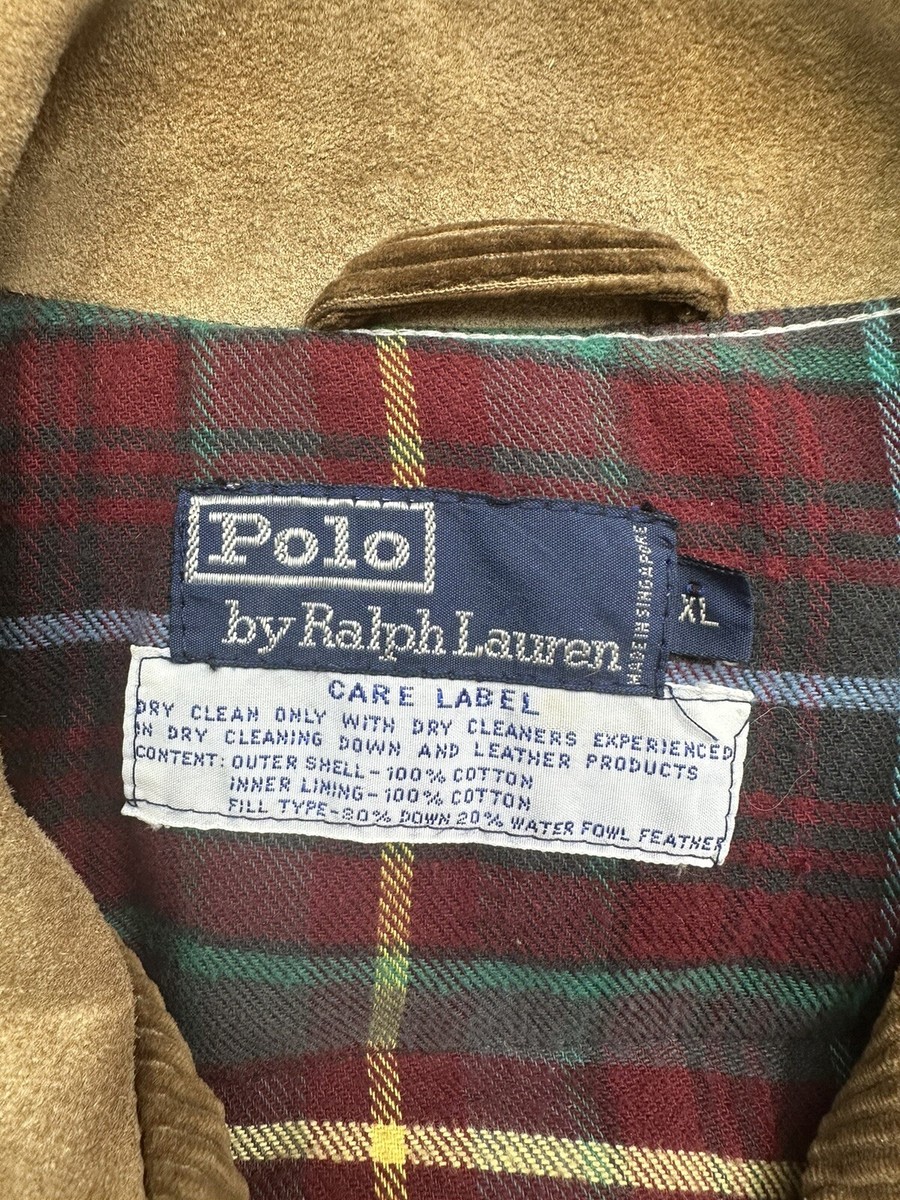 Polo
by Ralph Lauren
MADE IN SINGAPORE
XL
CARE LABEL
DRY CLEAN ONLY WITH DRY CLEANERS EXPERIENCED
IN DRY CLEANING DOWN AND LEATHER PRODUCTS
CONTENT: OUTER SHELL-100% COTTON
INNER LINING-100% COTTON
FILL TYPE-80% DOWN 20% WATER FOWL FEATHER